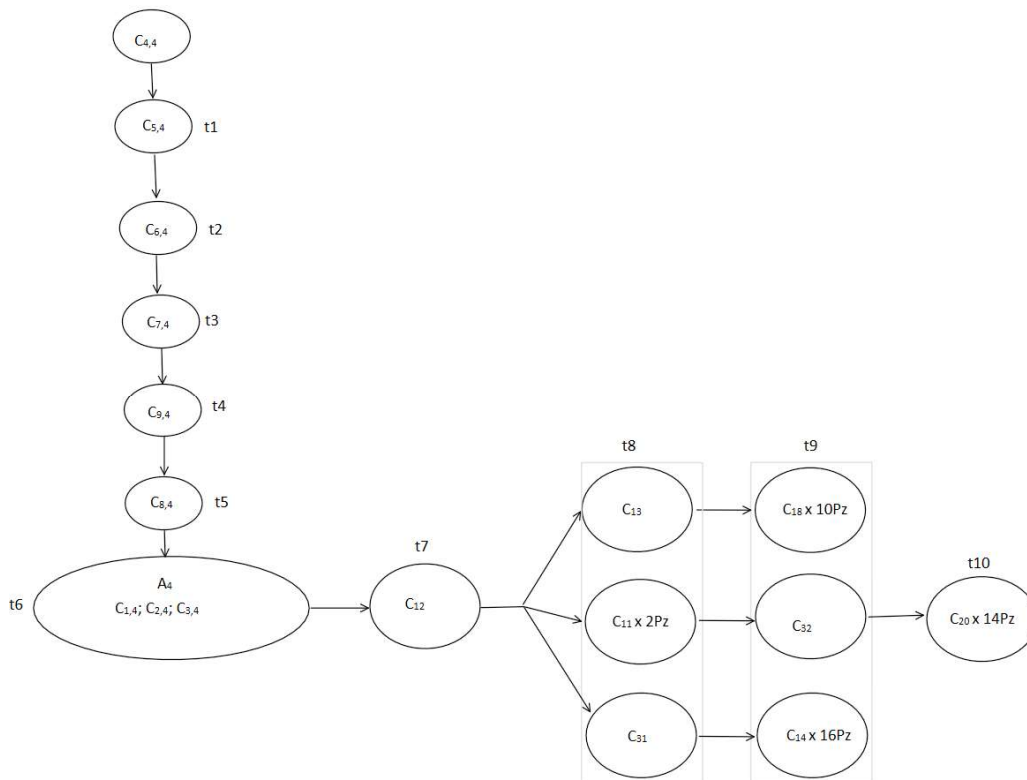 C₄,₄
C₅,₄ t1
C₆,₄ t2
C₇,₄ t3
C₉,₄ t4
C₈,₄ t5
t6
A₄
C₁,₄; C₂,₄; C₃,₄
t7
C₁₂
t8
C₁₃
C₁₁ x 2Pz
C₃₁
t9
C₁₈ x 10Pz
C₃₂
C₁₄ x 16Pz
t10
C₂₀ x 14Pz